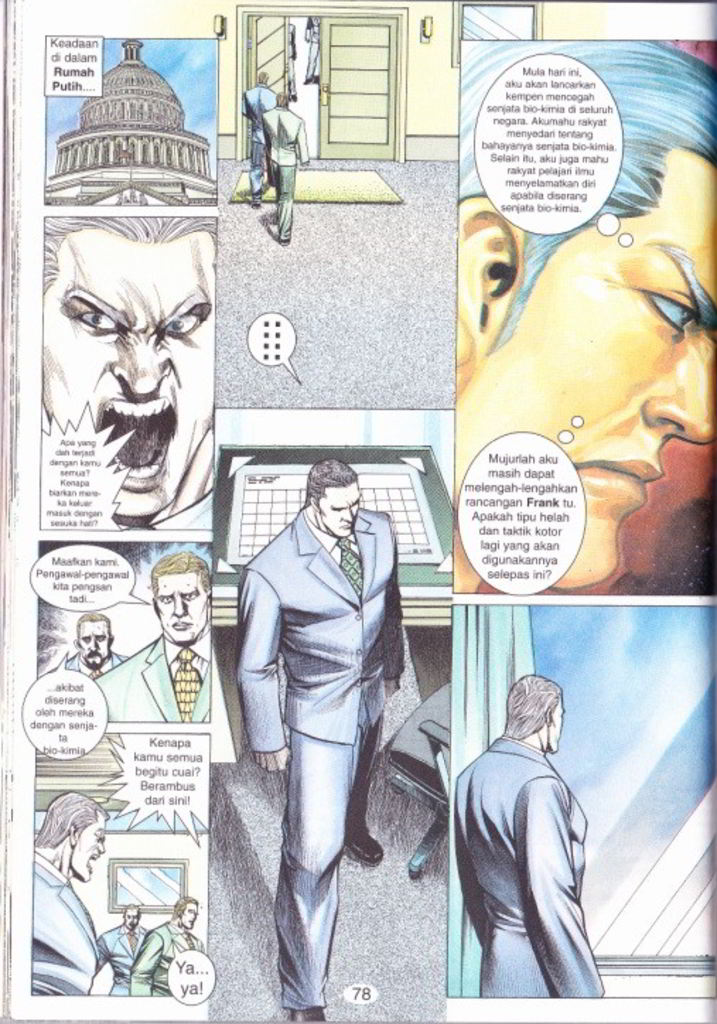 Keadaan
di dalam
Rumah
Putih....
Apa yang
dah terjadi
dengan kamu
semua?
Kenapa
biarkan mere-
ka keluar
masuk dengan
sesuka hati?
Maafkan kami.
Pengawal-pengawal
kita pengsan
tadi...
...akibat
diserang
oleh mereka
dengan senja-
ta
bio-kimia.
Kenapa
kamu semua
begitu cuai?
Berambus
dari sini!
Ya...
ya!
Mula hari ini,
aku akan lancarkan
kempen mencegah
senjata bio-kimia di seluruh
negara. Akumahu rakyat
menyedari tentang
bahayanya senjata bio-kimia.
Selain itu, aku juga mahu
rakyat pelajari ilmu
menyelamatkan diri
apabila diserang
senjata bio-kimia.
Mujurlah aku
masih dapat
melengah-lengahkan
rancangan Frank tu.
Apakah tipu helah
dan taktik kotor
lagi yang akan
digunakannya
selepas ini?
78